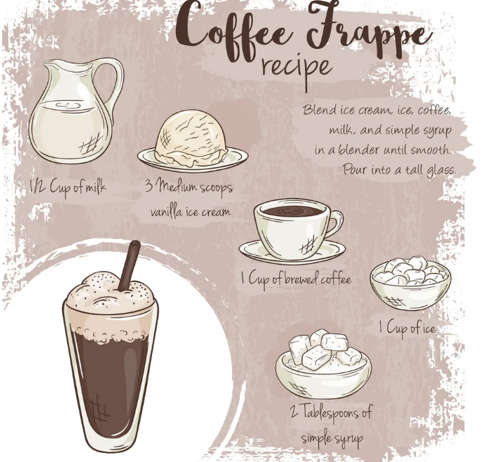 Coffee Frappe
recipe
Blend ice cream, ice, coffee,
milk, and simple syrup
in a blender until smooth.
Pour into a tall glass.
1/2 Cup of milk
3 Medium scoops
vanilla ice cream
1 Cup of brewed coffee
1 Cup of ice
2 Tablespoons of
simple syrup